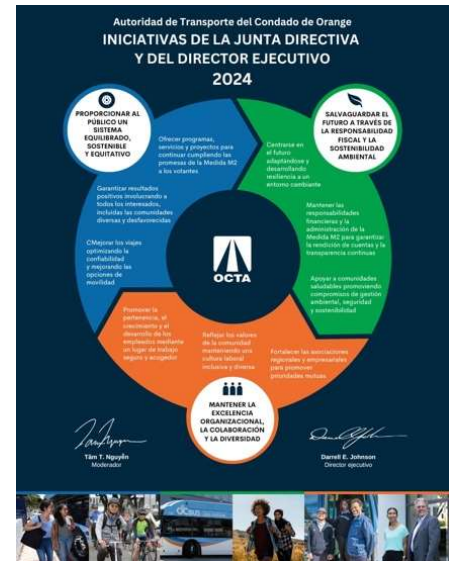 Autoridad de Transporte del Condado de Orange
INICIATIVAS DE LA JUNTA DIRECTIVA
Y DEL DIRECTOR EJECUTIVO
2024
PROPORCIONAR AL
PÚBLICO UN
SISTEMA
EQUILIBRADO,
SOSTENIBLE
Y EQUITATIVO
Ofrecer programas,
servicios y proyectos para
continuar cumpliendo las
promesas de la Medida M2
a los votantes
Garantizar resultados
positivos involucrando a
todos los interesados,
incluidas las comunidades
diversas y desfavorecidas
CMejorar los viajes
optimizando la
confiabilidad
y mejorando las
opciones de
movilidad
SALVAGUARDAR EL
FUTURO A TRAVÉS DE
LA RESPONSABILIDAD
FISCAL Y LA
SOSTENIBILIDAD
AMBIENTAL
Centrarse en
el futuro
adaptándose y
desarrollando
resiliencia a un
entorno cambiante
Mantener las
responsabilidades
financieras y la
administración de la
Medida M2 para garantizar
la rendición de cuentas y la
transparencia continuas
Apoyar a comunidades
saludables promoviendo
compromisos de gestión
ambiental, seguridad
y sostenibilidad
OCTA
Promover la
pertenencia, el
crecimiento y el
desarrollo de los
empleados mediante
un lugar de trabajo
seguro y acogedor
Reflejar los valores
de la comunidad
manteniendo una
cultura laboral
inclusiva y diversa
Fortalecer las asociaciones
regionales y empresariales
para promover
prioridades mutuas
MANTENER LA
EXCELENCIA
ORGANIZACIONAL,
LA COLABORACIÓN
Y LA DIVERSIDAD
Tâm T. Nguyễn
Moderador
Darrell E. Johnson
Director ejecutivo